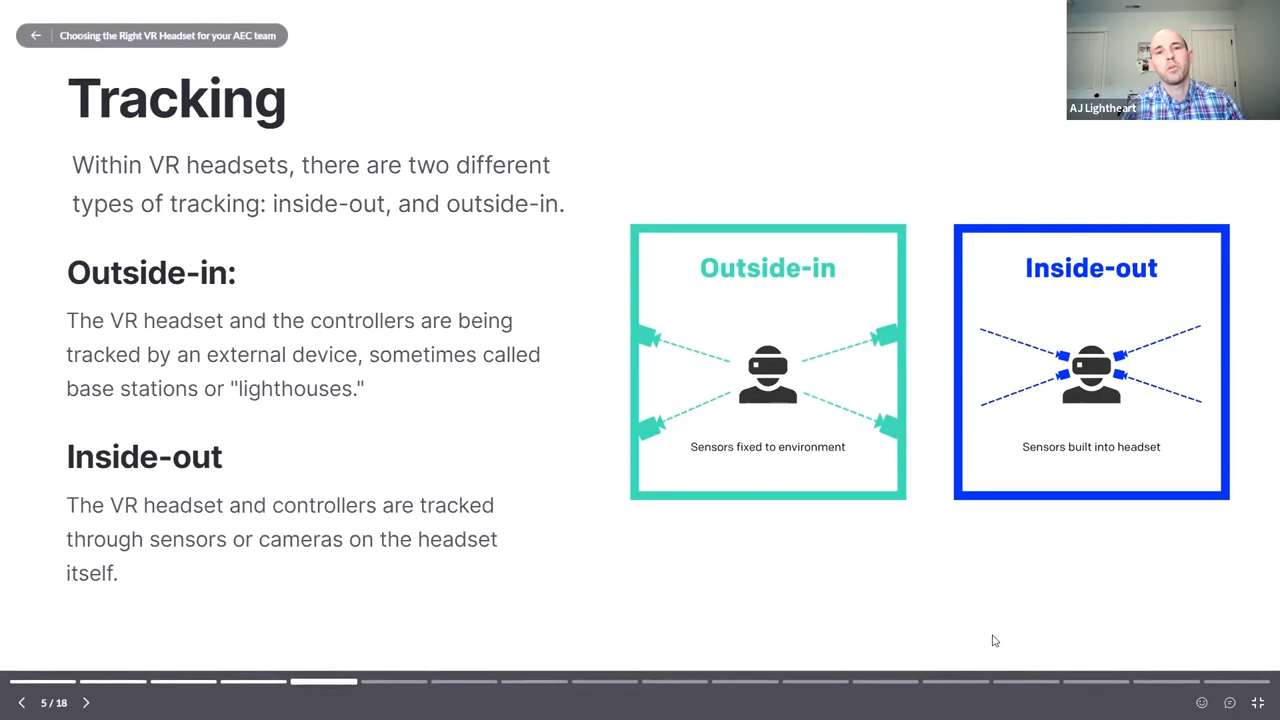 Choosing the Right VR Headset for your AEC team
AJ Lightheart
Tracking
Within VR headsets, there are two different
types of tracking: inside-out, and outside-in.
Outside-in:
The VR headset and the controllers are being
tracked by an external device, sometimes called
base stations or "lighthouses."
Inside-out
The VR headset and controllers are tracked
through sensors or cameras on the headset
itself.
Outside-in
Sensors fixed to environment
Inside-out
Sensors built into headset
5 / 18